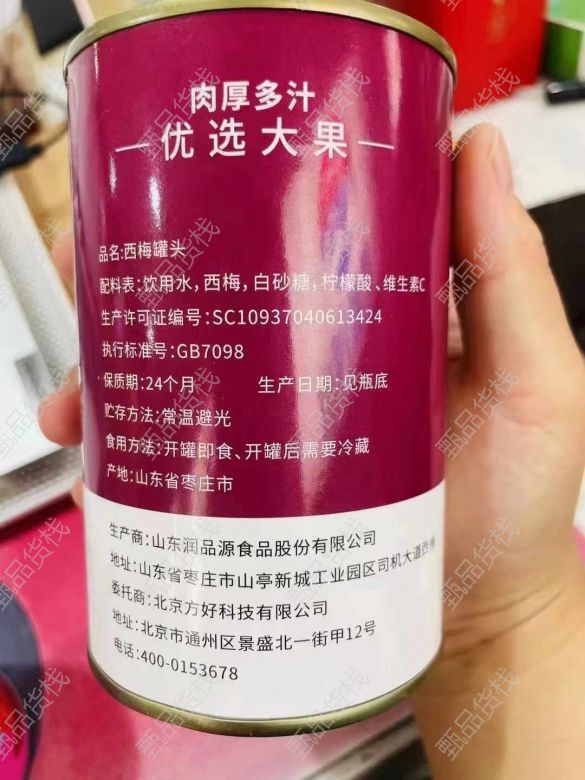 肉厚多汁
优选大果
品名:西梅罐头
配料表:饮用水，西梅，白砂糖，柠檬酸、维生素C
生产许可证编号:SC10937040613424
执行标准号:GB7098
保质期:24个月 生产日期:见瓶底
贮存方法:常温避光
食用方法:开罐即食、开罐后需要冷藏
产地:山东省枣庄市
生产商:山东润品源食品股份有限公司
地址:山东省枣庄市山亭新城工业园区司机大道西侧
委托商:北京方好科技有限公司
地址:北京市通州区景盛北一街甲12号
电话:400-0153678
甄品货栈